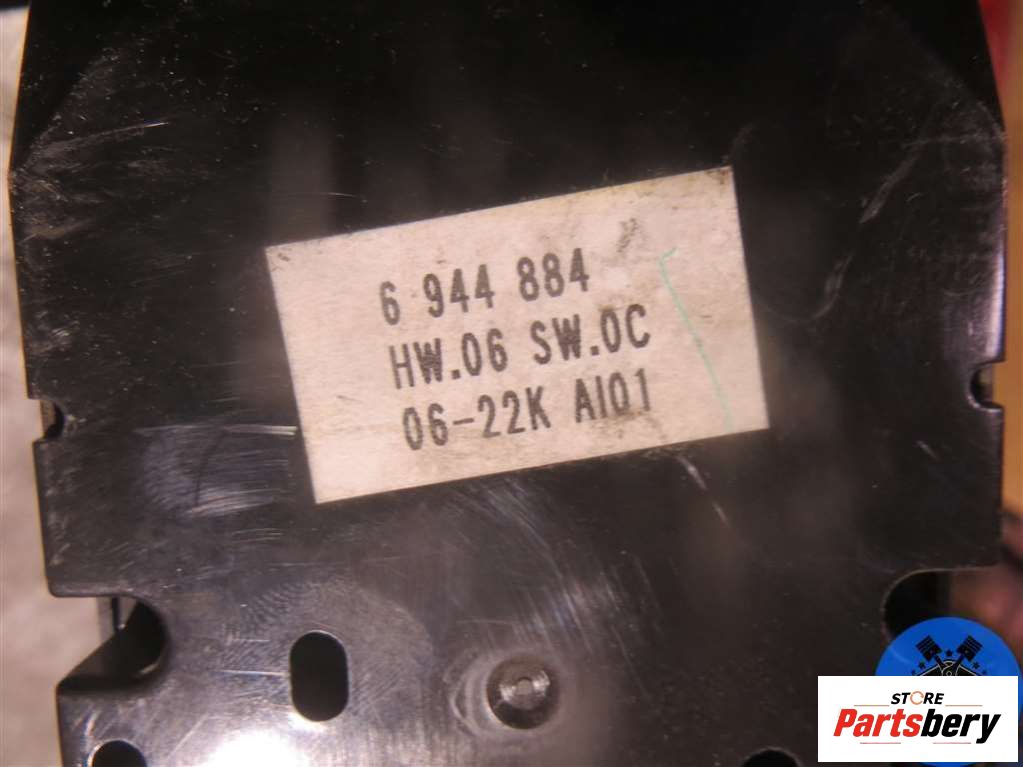 6 944 884
HW.06 SW.0C
06-22K AI01
STORE
Partsbery